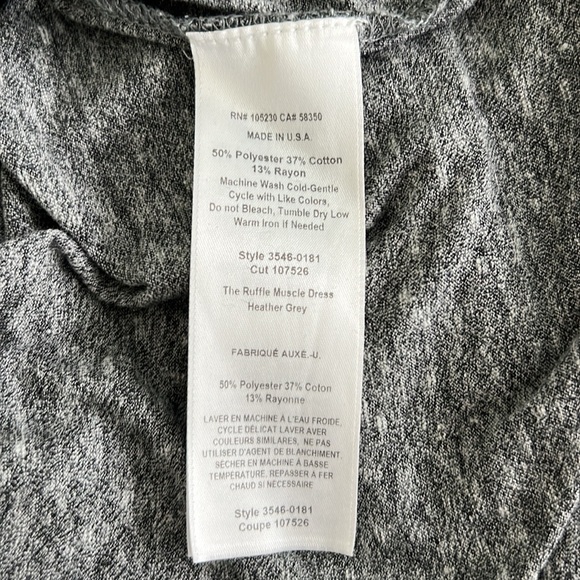 RN# 105230 CA# 58350
MADE IN U.S.A.
50% Polyester 37% Cotton
13% Rayon
Machine Wash Cold-Gentle
Cycle with Like Colors,
Do not Bleach, Tumble Dry Low
Warm Iron if Needed
Style 3546-0181
Cut 107526
The Ruffle Muscle Dress
Heather Grey
FABRIQUÉ AUXÉ.-U.
50% Polyester 37% Coton
13% Rayonne
LAVER EN MACHINE À L'EAU FROIDE,
CYCLE DÉLICAT LAVER AVER
COULEURS SIMILARES, NE PAS
UTILISER D'AGENT DE BLANCHIMENT.
SÉCHER EN MACHINE À BASSE
TEMPÉRATURE. REPASSER À FER
CHAUD SI NÉCESSAIRE
Style 3546-0181
Coupe 107526